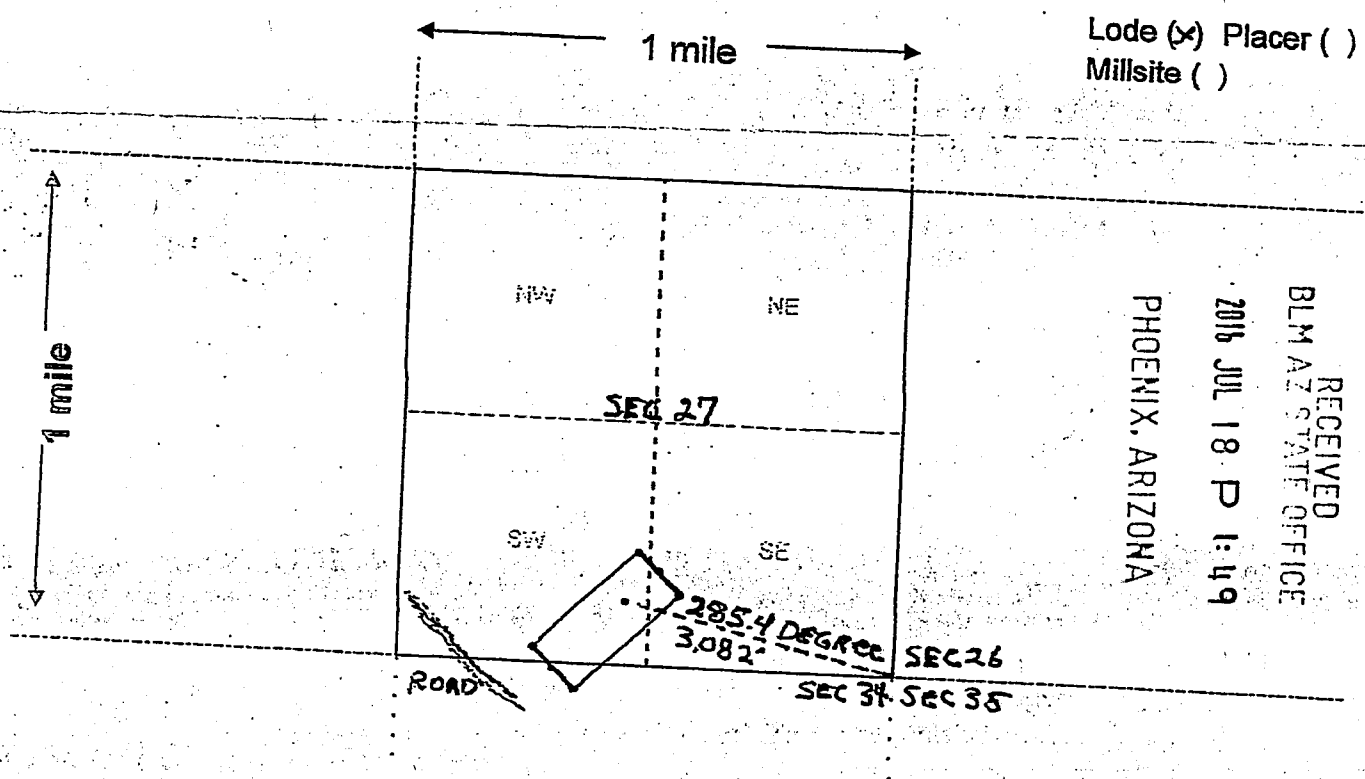 Lode (x) Placer ( )
Millsite ( )
1 mile
1 mile
NW
NE
SEC 27
SW
SE
285.4 DEGREE
3,082'
SEC 26
SEC 34 SEC 35
ROAD
RECEIVED
BLM AZ STATE OFFICE
JUL 18 P 1:49
PHOENIX, ARIZONA